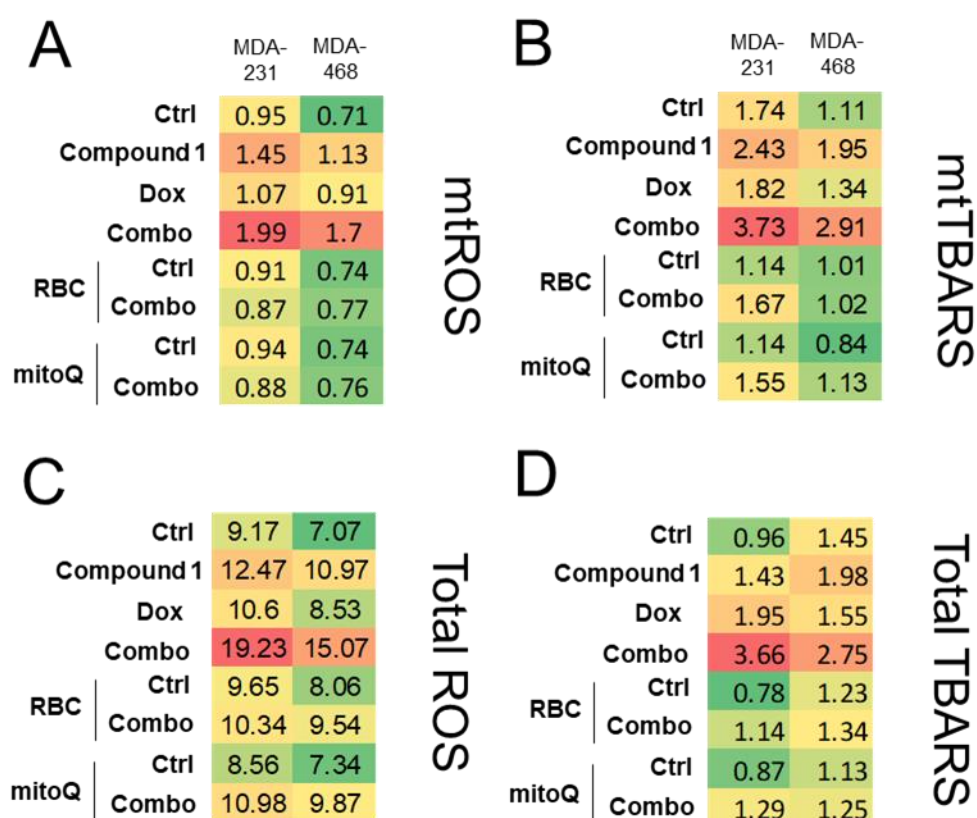 A
MDA-
231
MDA-
468
Ctrl 0.95 0.71
Compound 1 1.45 1.13
Dox 1.07 0.91
Combo 1.99 1.7
RBC
Ctrl 0.91 0.74
Combo 0.87 0.77
mitoQ
Ctrl 0.94 0.74
Combo 0.88 0.76
mtROS
B
MDA-
231
MDA-
468
Ctrl 1.74 1.11
Compound 1 2.43 1.95
Dox 1.82 1.34
Combo 3.73 2.91
RBC
Ctrl 1.14 1.01
Combo 1.67 1.02
mitoQ
Ctrl 1.14 0.84
Combo 1.55 1.13
mtTBARS
C
Ctrl 9.17 7.07
Compound 1 12.47 10.97
Dox 10.6 8.53
Combo 19.23 15.07
RBC
Ctrl 9.65 8.06
Combo 10.34 9.54
mitoQ
Ctrl 8.56 7.34
Combo 10.98 9.87
Total ROS
D
Ctrl 0.96 1.45
Compound 1 1.43 1.98
Dox 1.95 1.55
Combo 3.66 2.75
RBC
Ctrl 0.78 1.23
Combo 1.14 1.34
mitoQ
Ctrl 0.87 1.13
Combo 1.29 1.25
Total TBARS